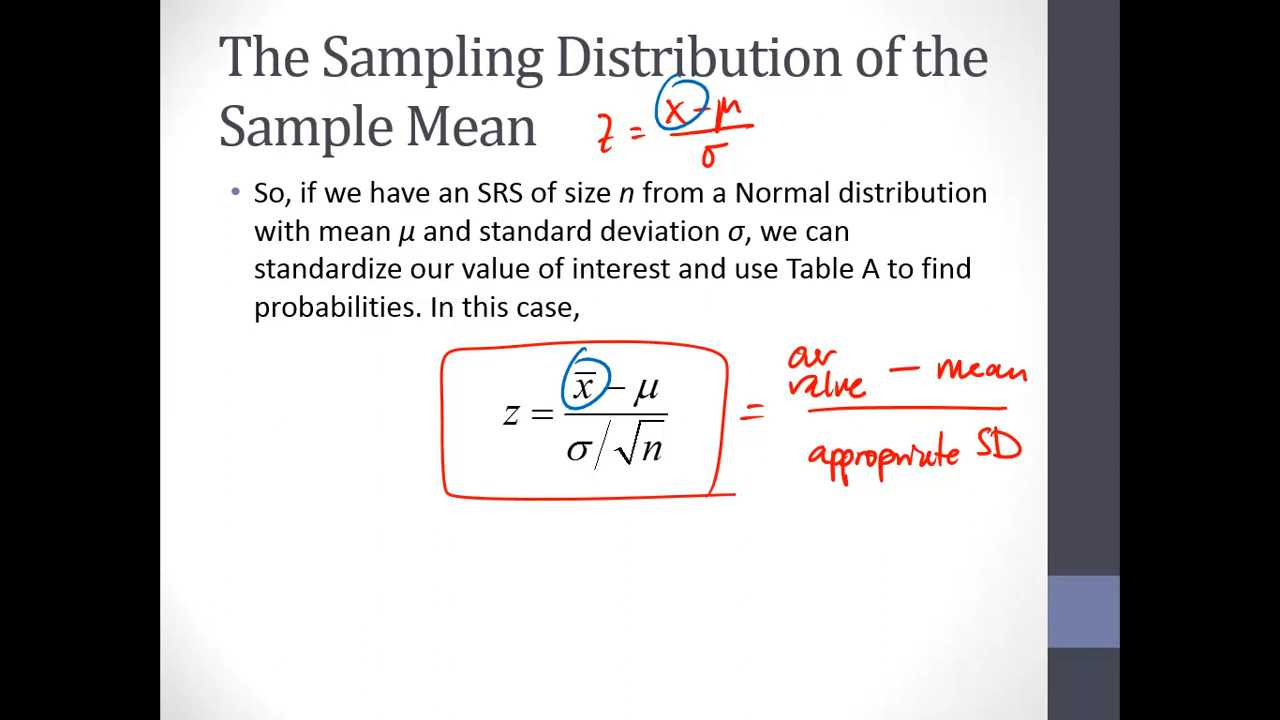 The Sampling Distribution of the
Sample Mean
z = x - μ / σ
• So, if we have an SRS of size n from a Normal distribution
with mean μ and standard deviation σ, we can
standardize our value of interest and use Table A to find
probabilities. In this case,
z = x̄ - μ / σ/√n
= our value - mean / appropriate SD